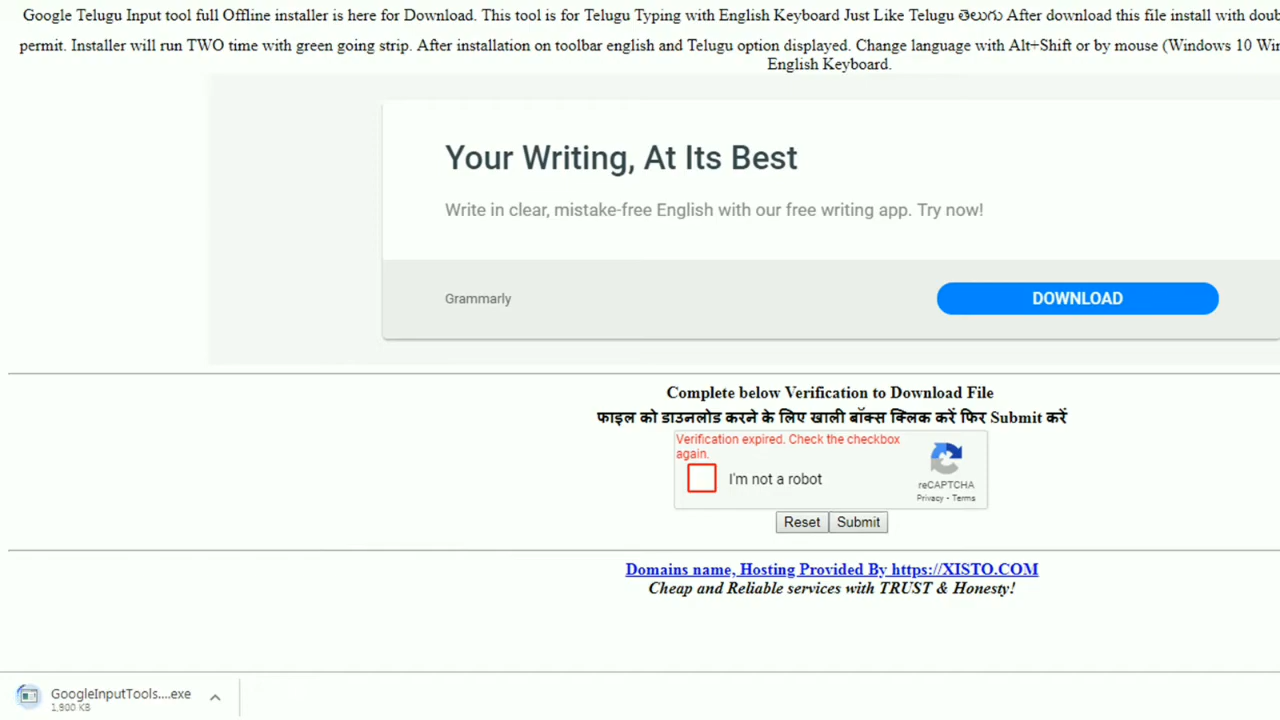 Google Telugu Input tool full Offline installer is here for Download. This tool is for Telugu Typing with English Keyboard Just Like Telugu తెలుగు After download this file install with
permit. Installer will run TWO time with green going strip. After installation on toolbar english and Telugu option displayed. Change language with Alt+Shift or by mouse (Windows 10
English Keyboard.
Your Writing, At Its Best
Write in clear, mistake-free English with our free writing app. Try now!
Grammarly
DOWNLOAD
Complete below Verification to Download File
फाइल को डाउनलोड करने के लिए खाली बॉक्स क्लिक करें फिर Submit करें
Verification expired. Check the checkbox
again.
I'm not a robot
reCAPTCHA
Privacy - Terms
Reset Submit
Domains name, Hosting Provided By https://XISTO.COM
Cheap and Reliable services with TRUST & Honesty!
GoogleInputTools....exe
1,900 KB